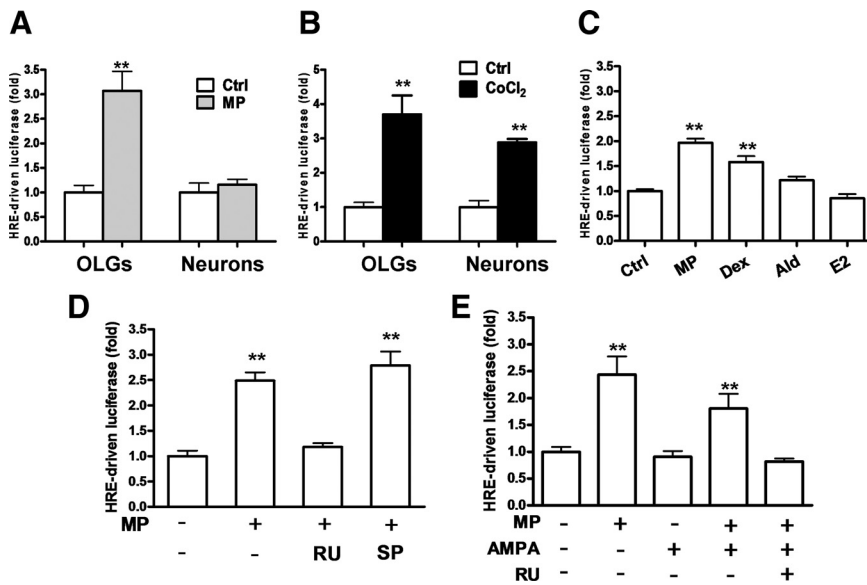 A
HRE-driven luciferase (fold)
3.5
3.0
2.5
2.0
1.5
1.0
0.5
0.0
**
Ctrl
MP
OLGs Neurons
B
HRE-driven luciferase (fold)
5
4
3
2
1
0
**
**
Ctrl
CoCl₂
OLGs Neurons
C
HRE-driven luciferase (fold)
3.5
3.0
2.5
2.0
1.5
1.0
0.5
0.0
** **
Ctrl MP Dex Ald E2
D
HRE-driven luciferase (fold)
3.5
3.0
2.5
2.0
1.5
1.0
0.5
0.0
** **
MP - + + +
- - RU SP
E
HRE-driven luciferase (fold)
3.5
3.0
2.5
2.0
1.5
1.0
0.5
0.0
** **
MP - + - + +
AMPA - - + + +
RU - - - - +